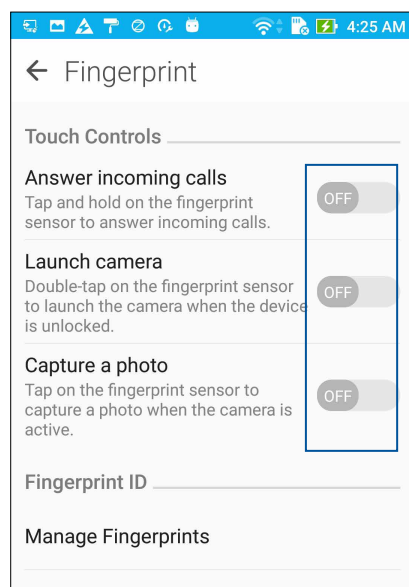 4:25 AM
Fingerprint
Touch Controls
Answer incoming calls
Tap and hold on the fingerprint
sensor to answer incoming calls.
OFF
Launch camera
Double-tap on the fingerprint sensor
to launch the camera when the device
is unlocked.
OFF
Capture a photo
Tap on the fingerprint sensor to
capture a photo when the camera is
active.
OFF
Fingerprint ID
Manage Fingerprints